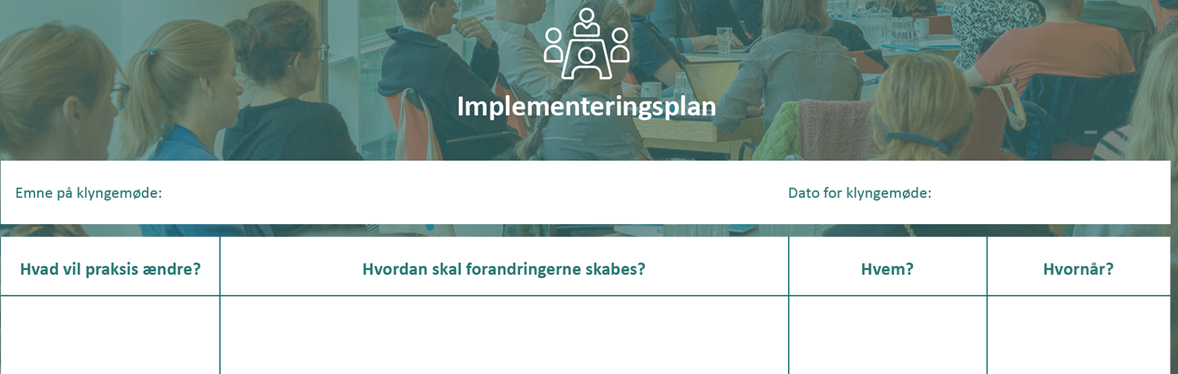 Implementeringsplan
Emne på klyngemøde:
Dato for klyngemøde:
Hvad vil praksis ændre?
Hvordan skal forandringerne skabes?
Hvem?
Hvornår?